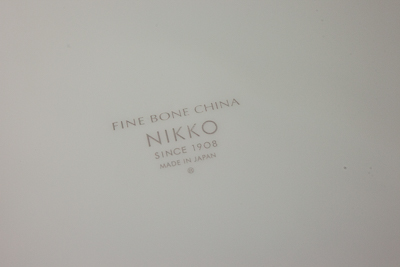 FINE BONE CHINA
NIKKO
SINCE 1908
MADE IN JAPAN